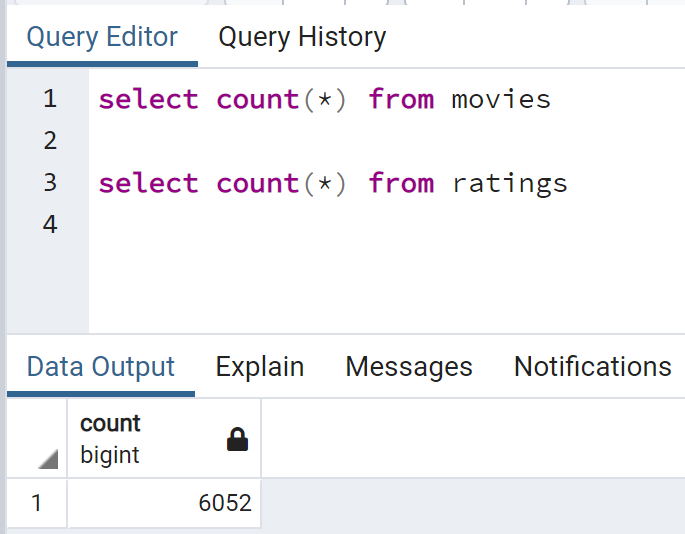 Query Editor Query History
1 select count(*) from movies
2
3 select count(*) from ratings
4
Data Output Explain Messages Notifications
count
bigint
1 6052